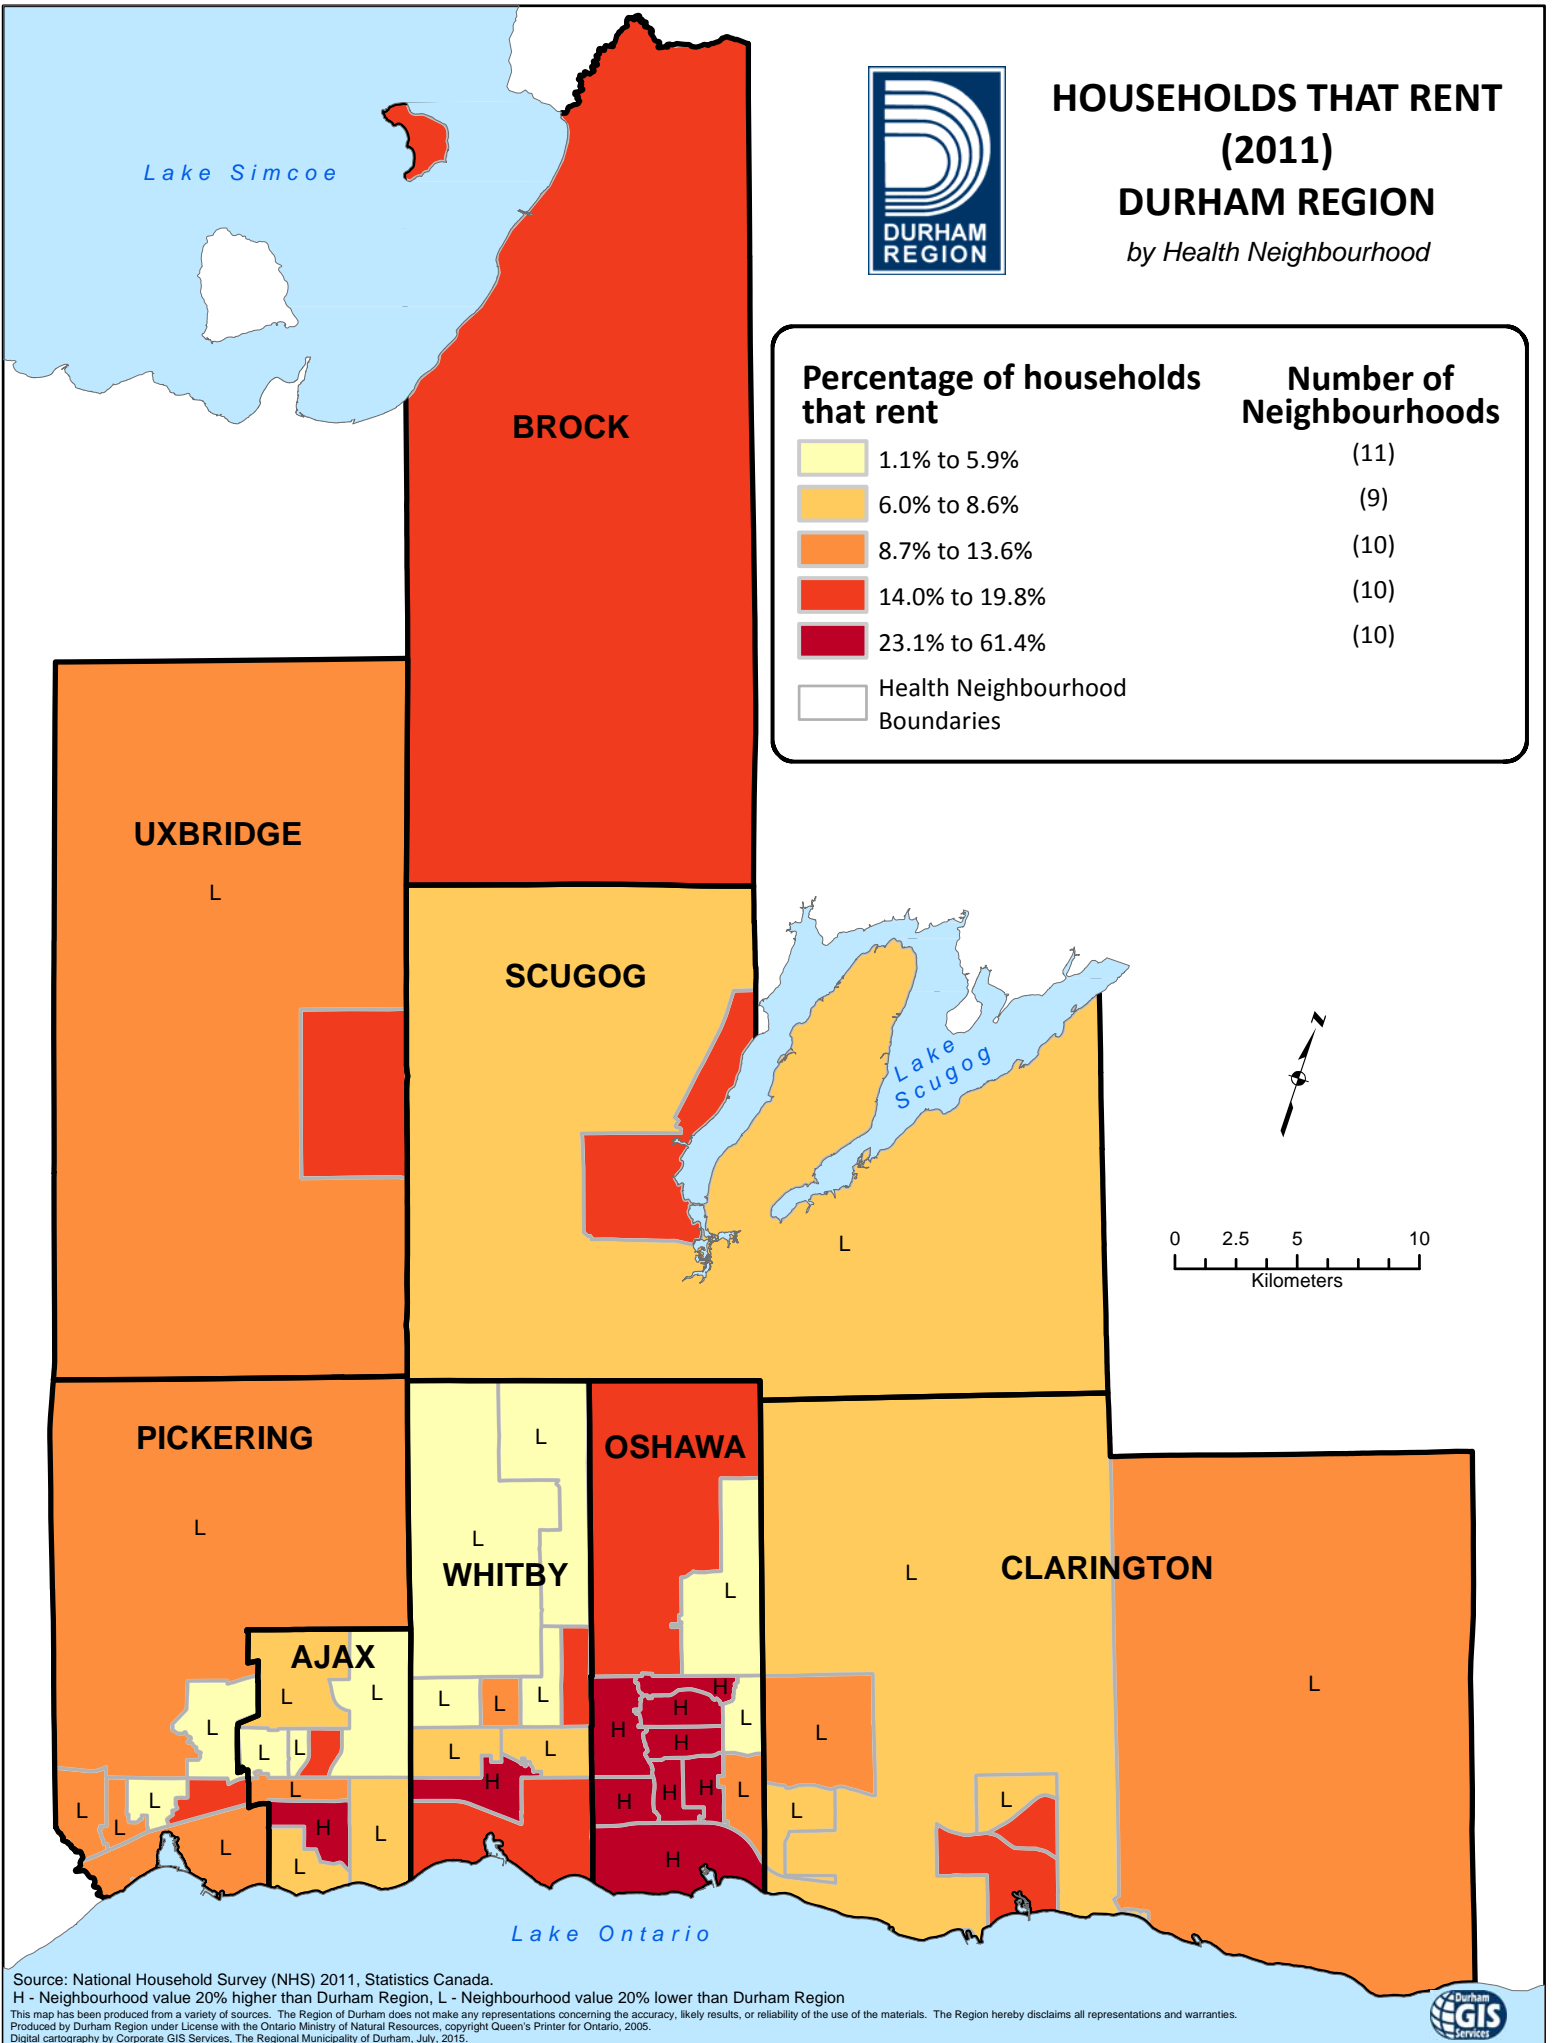 HOUSEHOLDS THAT RENT
(2011)
DURHAM REGION
by Health Neighbourhood
DURHAM
REGION
Lake Simcoe
Percentage of households
that rent
Number of
Neighbourhoods
1.1% to 5.9% (11)
6.0% to 8.6% (9)
8.7% to 13.6% (10)
14.0% to 19.8% (10)
23.1% to 61.4% (10)
Health Neighbourhood
Boundaries
BROCK
UXBRIDGE
L
SCUGOG
Lake
Scugog
L
N
0 2.5 5 10
Kilometers
PICKERING
L
L
OSHAWA
L
WHITBY
L
L
CLARINGTON
AJAX
L
L
L
L
L
L
H
H
L
L
H
H
L
L
L
L
L
L
H
L
L
H
H
H
L
L
L
L
L
H
L
L
L
L
H
Lake Ontario
Source: National Household Survey (NHS) 2011, Statistics Canada.
H - Neighbourhood value 20% higher than Durham Region, L - Neighbourhood value 20% lower than Durham Region
This map has been produced from a variety of sources. The Region of Durham does not make any representations concerning the accuracy, likely results, or reliability of the use of the materials. The Region hereby disclaims all representations and warranties.
Produced by Durham Region under License with the Ontario Ministry of Natural Resources, copyright Queen's Printer for Ontario, 2005.
Digital cartography by Corporate GIS Services, The Regional Municipality of Durham, July, 2015.
Durham
GIS
Services